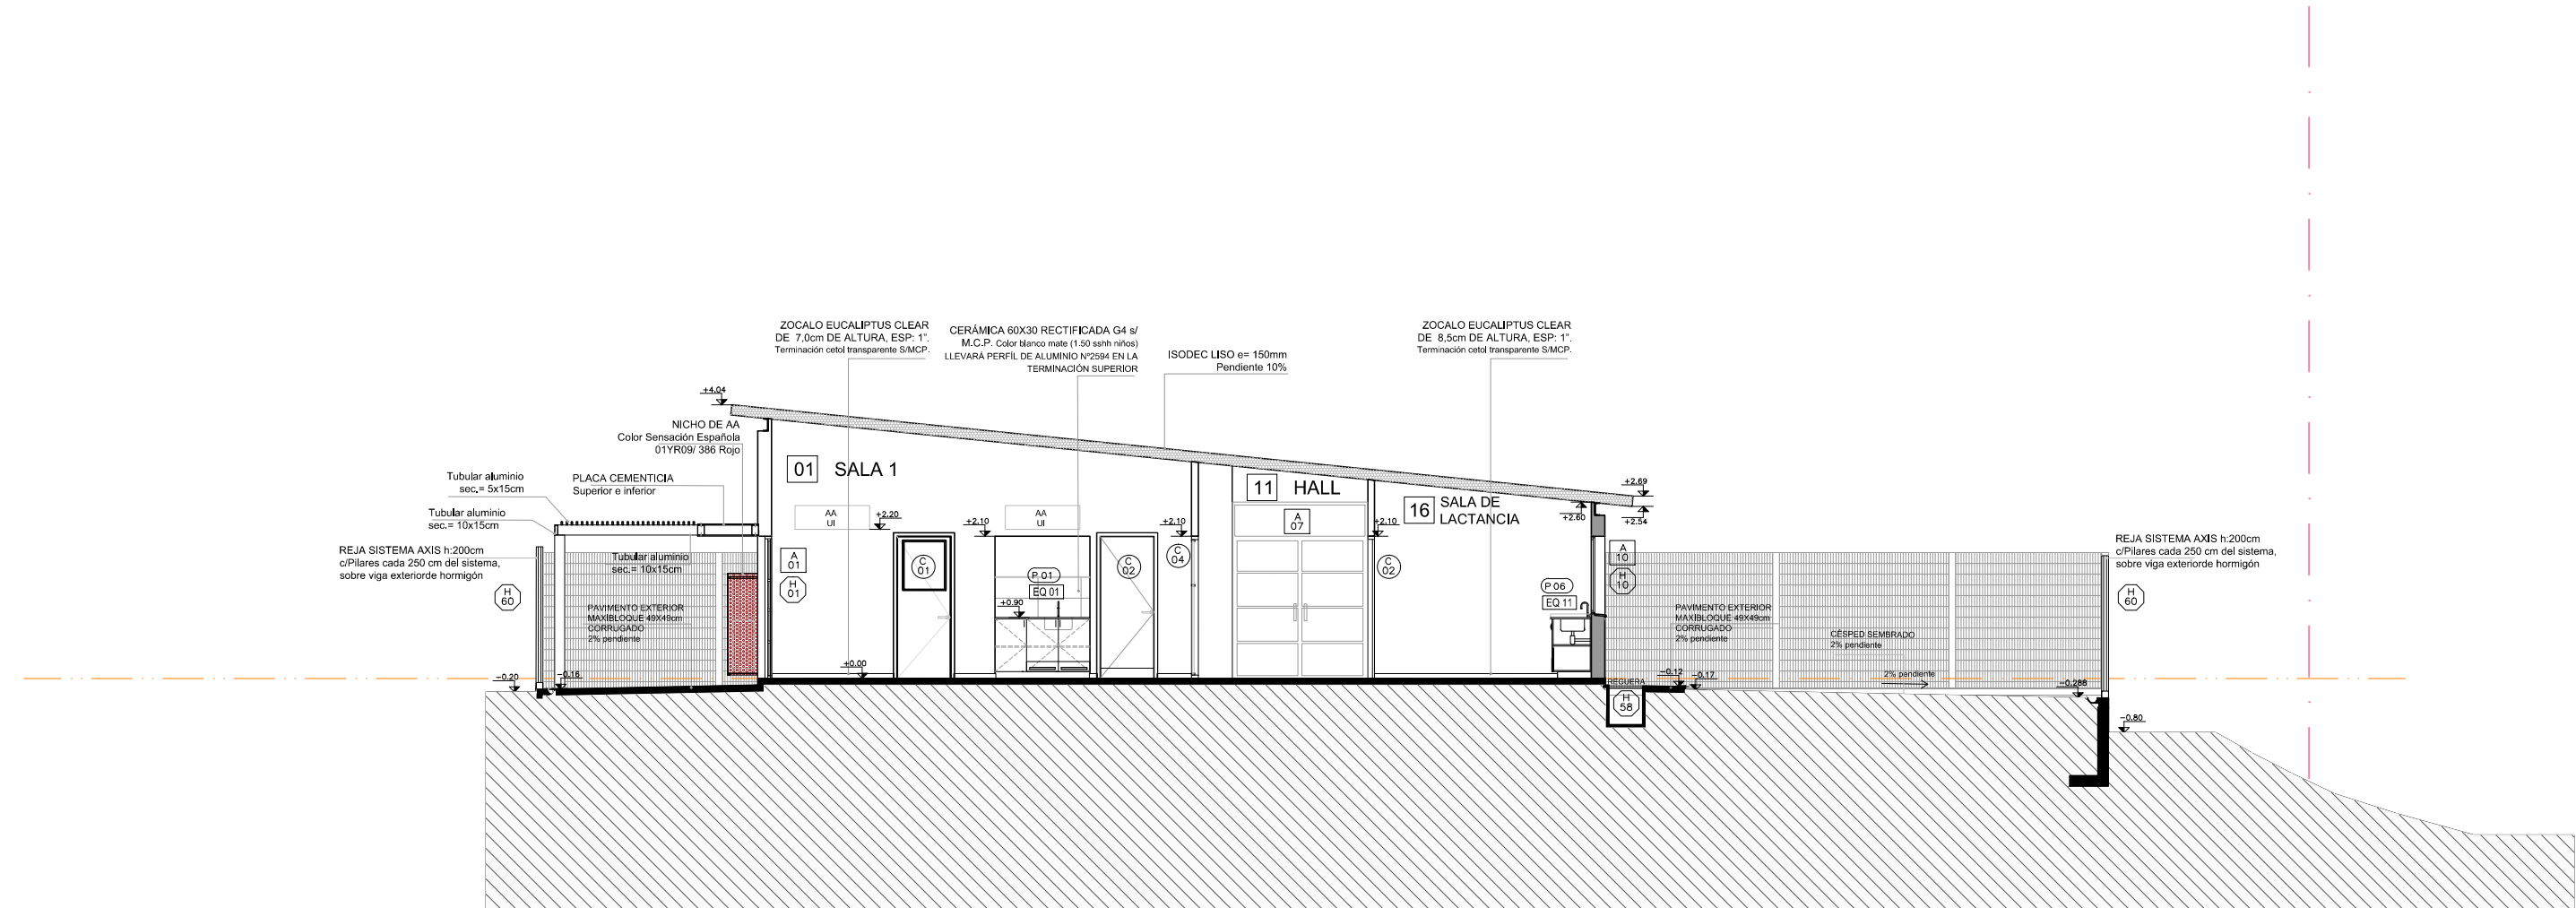 ZOCALO EUCALIPTUS CLEAR
DE 7,0cm DE ALTURA, ESP: 1".
Terminación cetol transparente S/MCP.
CERÁMICA 60X30 RECTIFICADA G4 s/
M.C.P. Color blanco mate (1.50 sshh niños)
LLEVARÁ PERFÍL DE ALUMINIO Nº2594 EN LA
TERMINACIÓN SUPERIOR
ISODEC LISO e= 150mm
Pendiente 10%
ZOCALO EUCALIPTUS CLEAR
DE 8,5cm DE ALTURA, ESP: 1".
Terminación cetol transparente S/MCP.
+4.04
NICHO DE AA
Color Sensación Española
01YR09/ 386 Rojo
Tubular aluminio
sec.= 5x15cm
PLACA CEMENTICIA
Superior e inferior
Tubular aluminio
sec.= 10x15cm
REJA SISTEMA AXIS h:200cm
c/Pilares cada 250 cm del sistema,
sobre viga exteriorde hormigón
H
60
Tubular aluminio
sec.= 10x15cm
PAVIMENTO EXTERIOR
MAXIBLOQUE 49X49cm
CORRUGADO
2% pendiente
-0.20
-0.16
01 SALA 1
AA
UI
+2.20
+2.10
AA
UI
+2.10
A
01
H
01
C
01
P 01
EQ 01
+0.90
C
02
C
04
+0.00
11 HALL
A
07
+2.10
C
02
16 SALA DE
LACTANCIA
+2.69
+2.60
+2.54
P 06
EQ 11
A
10
H
10
PAVIMENTO EXTERIOR
MAXIBLOQUE 49X49cm
CORRUGADO
2% pendiente
CÉSPED SEMBRADO
2% pendiente
REGUERA
H
58
-0.12
-0.17
2% pendiente
-0.288
REJA SISTEMA AXIS h:200cm
c/Pilares cada 250 cm del sistema,
sobre viga exteriorde hormigón
H
60
-0.80